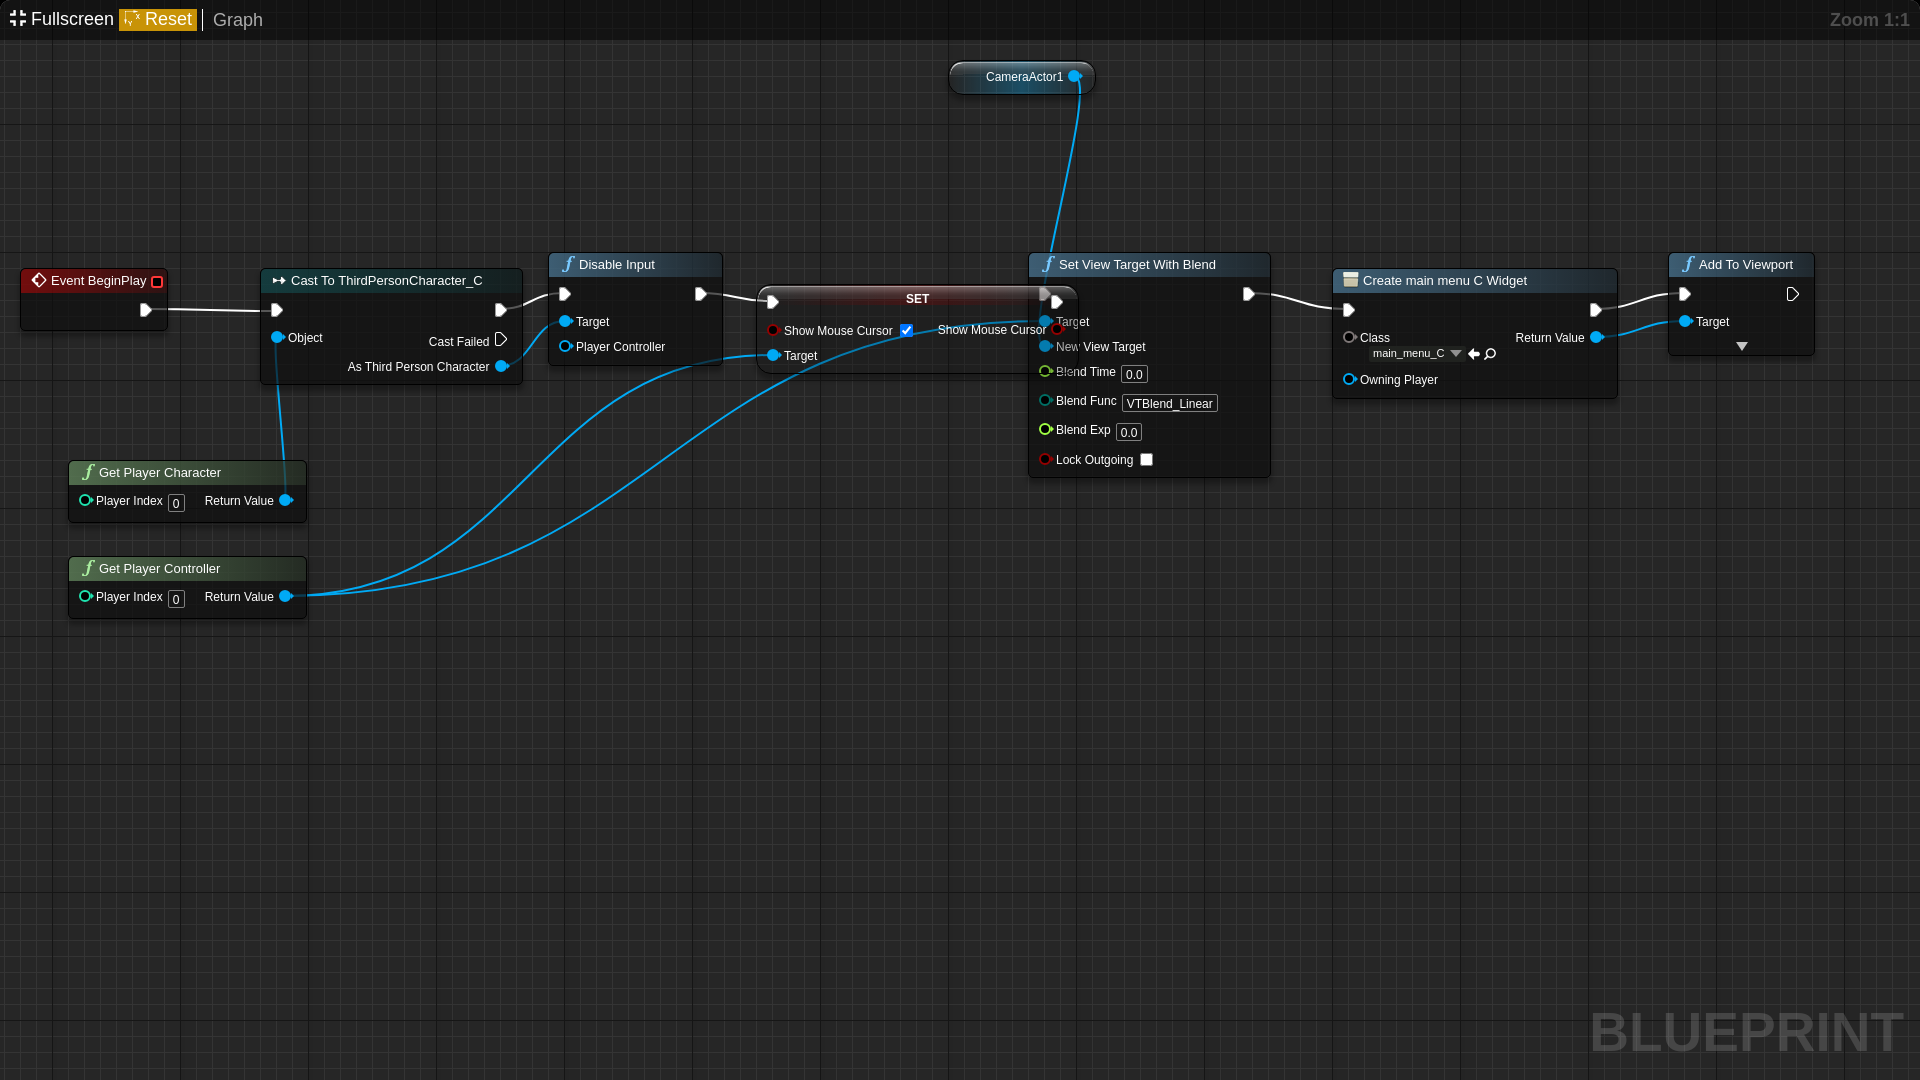 Fullscreen Reset Graph Zoom 1:1
CameraActor1
Event BeginPlay
Cast To ThirdPersonCharacter_C
Object
Cast Failed
As Third Person Character
Disable Input
Target
Player Controller
SET
Show Mouse Cursor Show Mouse Cursor
Target
Set View Target With Blend
Target
New View Target
Blend Time 0.0
Blend Func VTBlend_Linear
Blend Exp 0.0
Lock Outgoing
Create main menu C Widget
Class Return Value
main_menu_C
Owning Player
Add To Viewport
Target
Get Player Character
Player Index 0 Return Value
Get Player Controller
Player Index 0 Return Value
BLUEPRINT